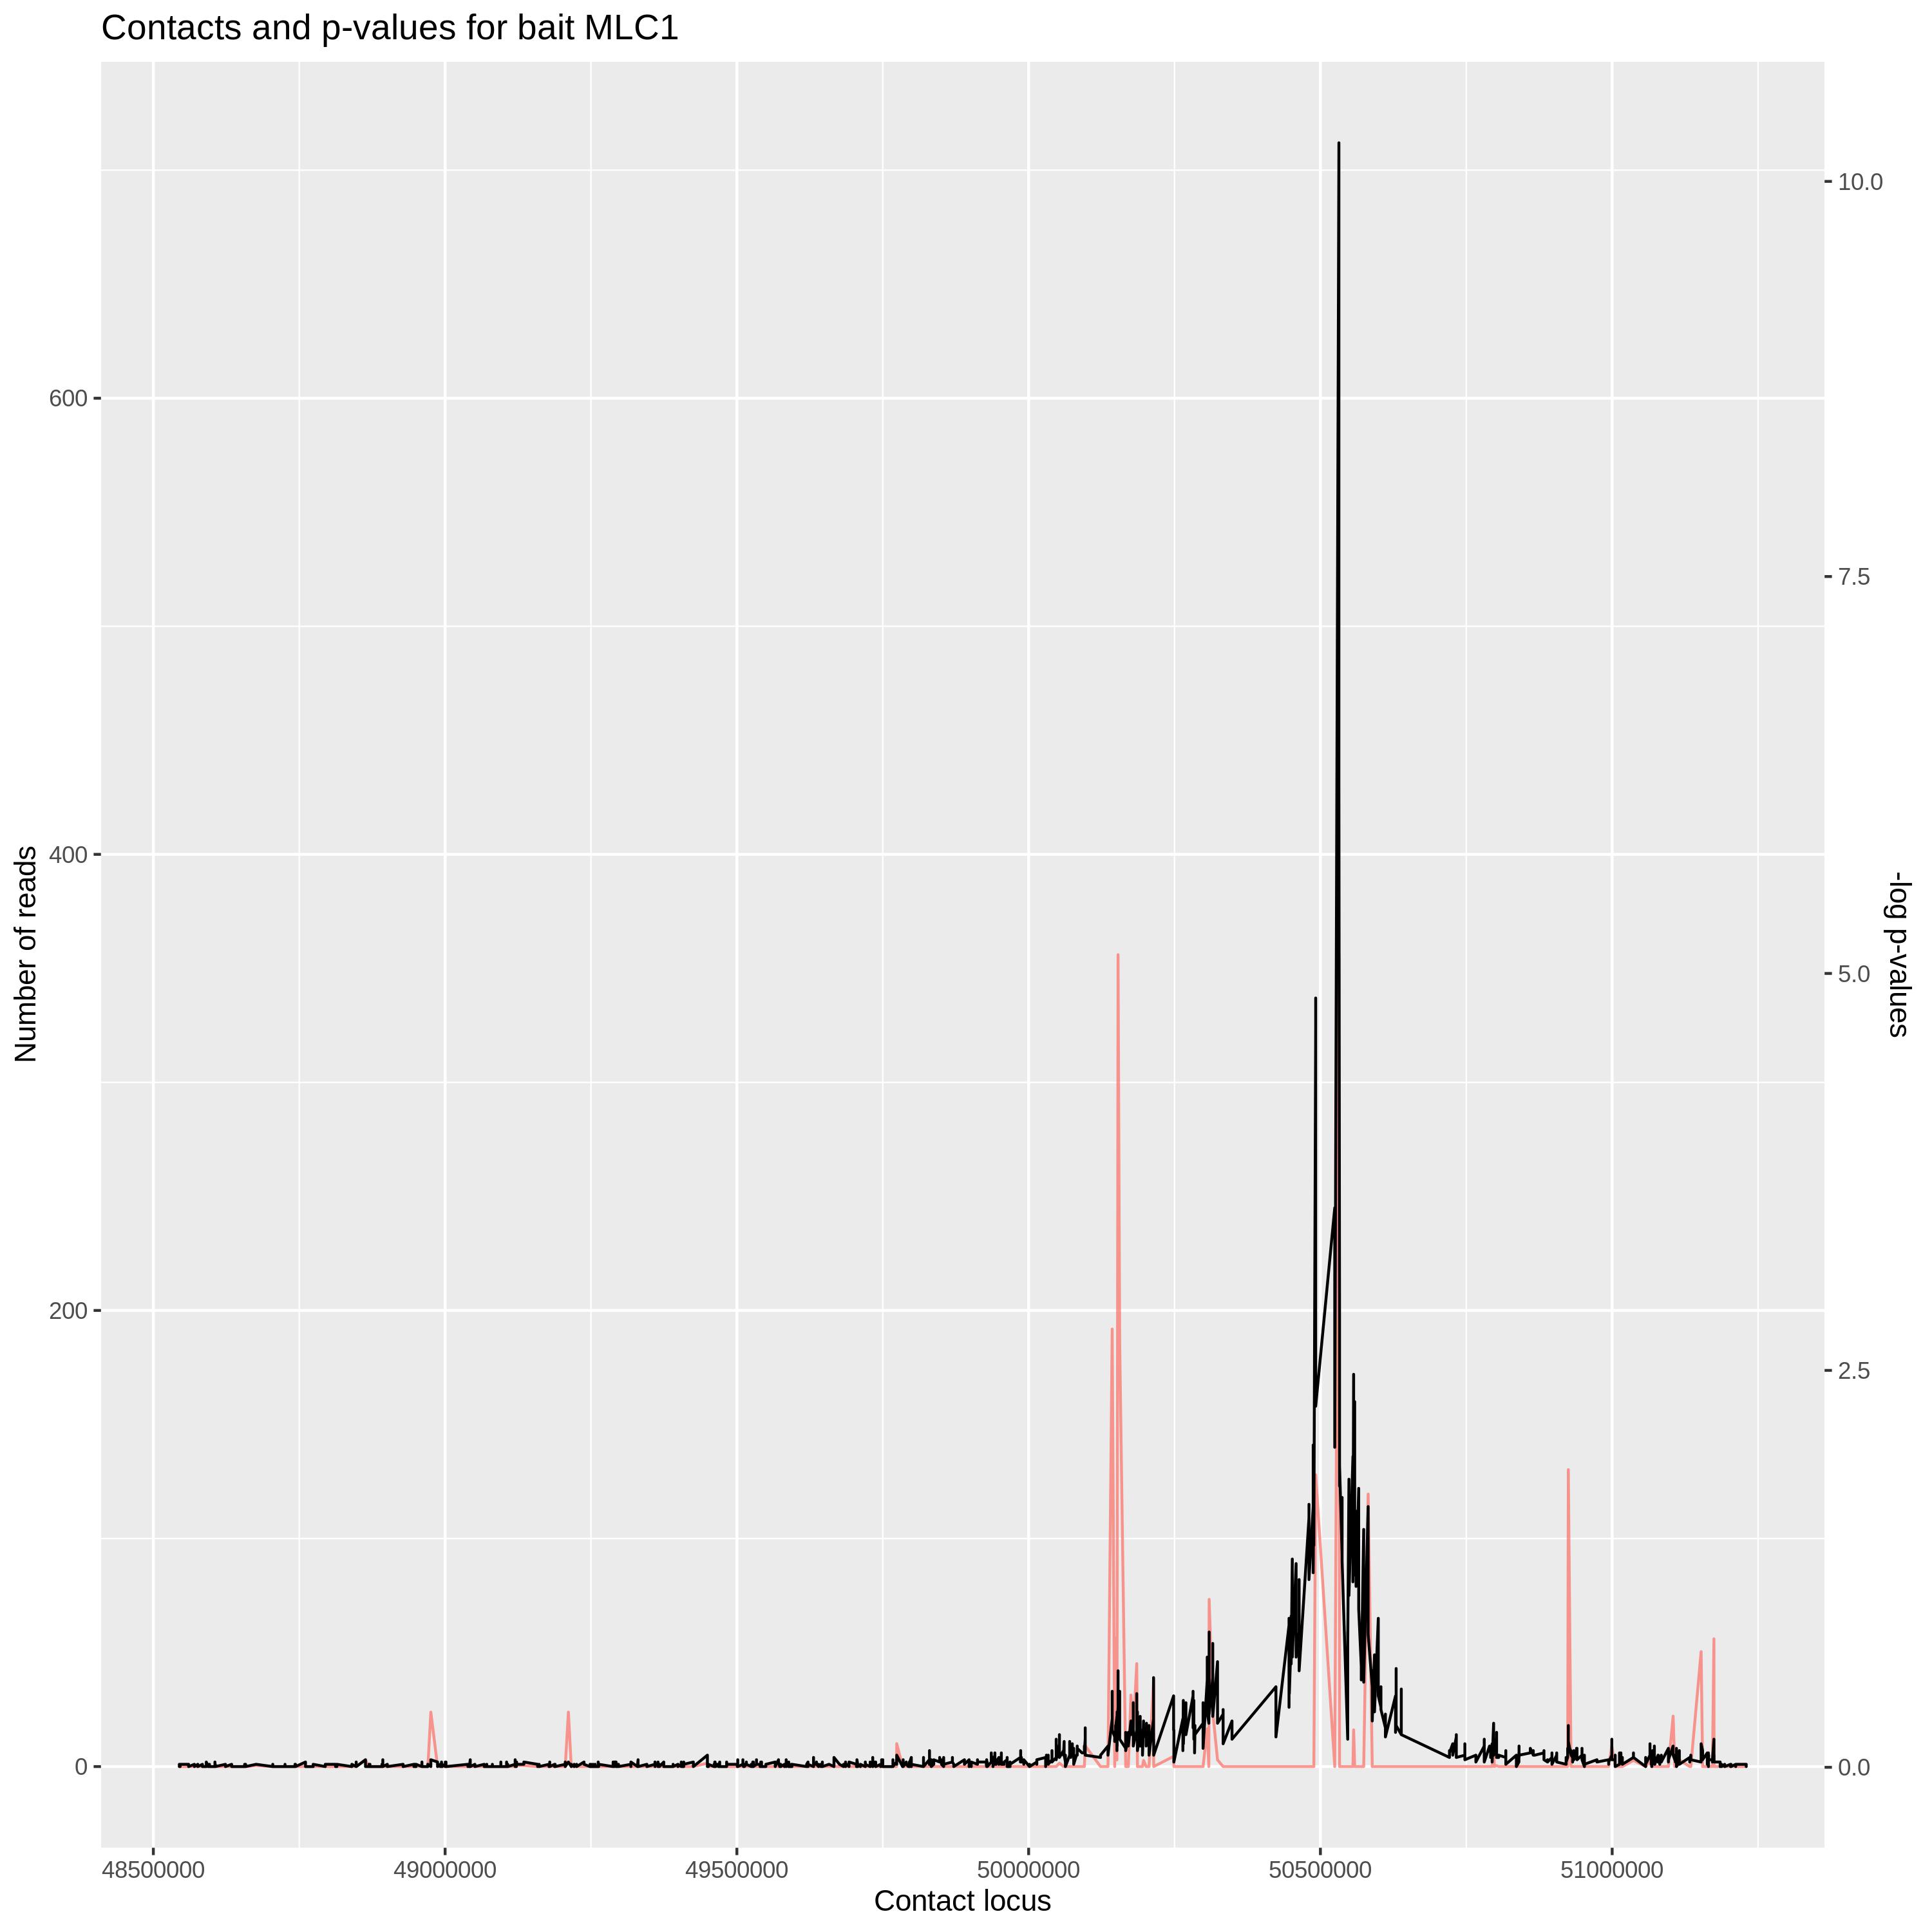 Contacts and p-values for bait MLC1
600
400
200
0
Number of reads
10.0
7.5
5.0
2.5
0.0
-log p-values
48500000 49000000 49500000 50000000 50500000 51000000
Contact locus